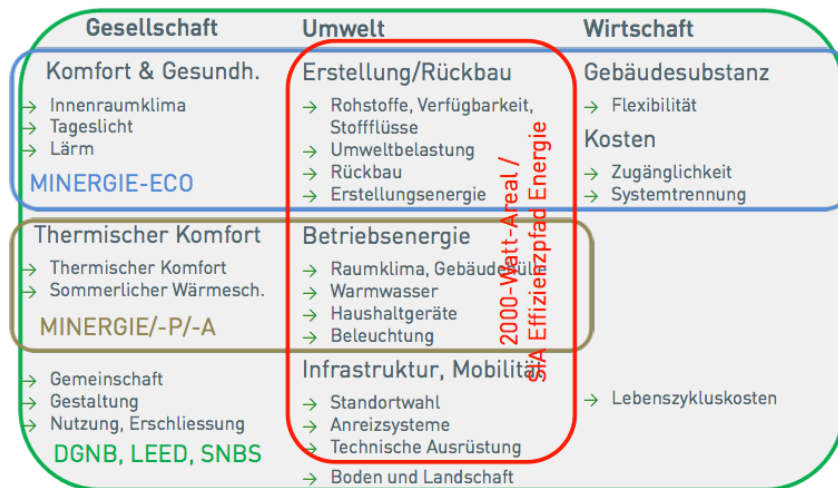 Gesellschaft
Umwelt
Wirtschaft
Komfort & Gesundh.
→ Innenraumklima
→ Tageslicht
→ Lärm
MINERGIE-ECO
Erstellung/Rückbau
→ Rohstoffe, Verfügbarkeit,
Stoffflüsse
→ Umweltbelastung
→ Rückbau
→ Erstellungsenergie
Gebäudesubstanz
→ Flexibilität
Kosten
→ Zugänglichkeit
→ Systemtrennung
Thermischer Komfort
→ Thermischer Komfort
→ Sommerlicher Wärmesch.
MINERGIE/-P/-A
Betriebsenergie
→ Raumklima, Gebäudehülle
→ Warmwasser
→ Haushaltgeräte
→ Beleuchtung
2000-Watt-Areal /
SIA Effizienzpfad Energie
→ Gemeinschaft
→ Gestaltung
→ Nutzung, Erschliessung
DGNB, LEED, SNBS
Infrastruktur, Mobilität
→ Standortwahl
→ Anreizsysteme
→ Technische Ausrüstung
→ Boden und Landschaft
→ Lebenszykluskosten